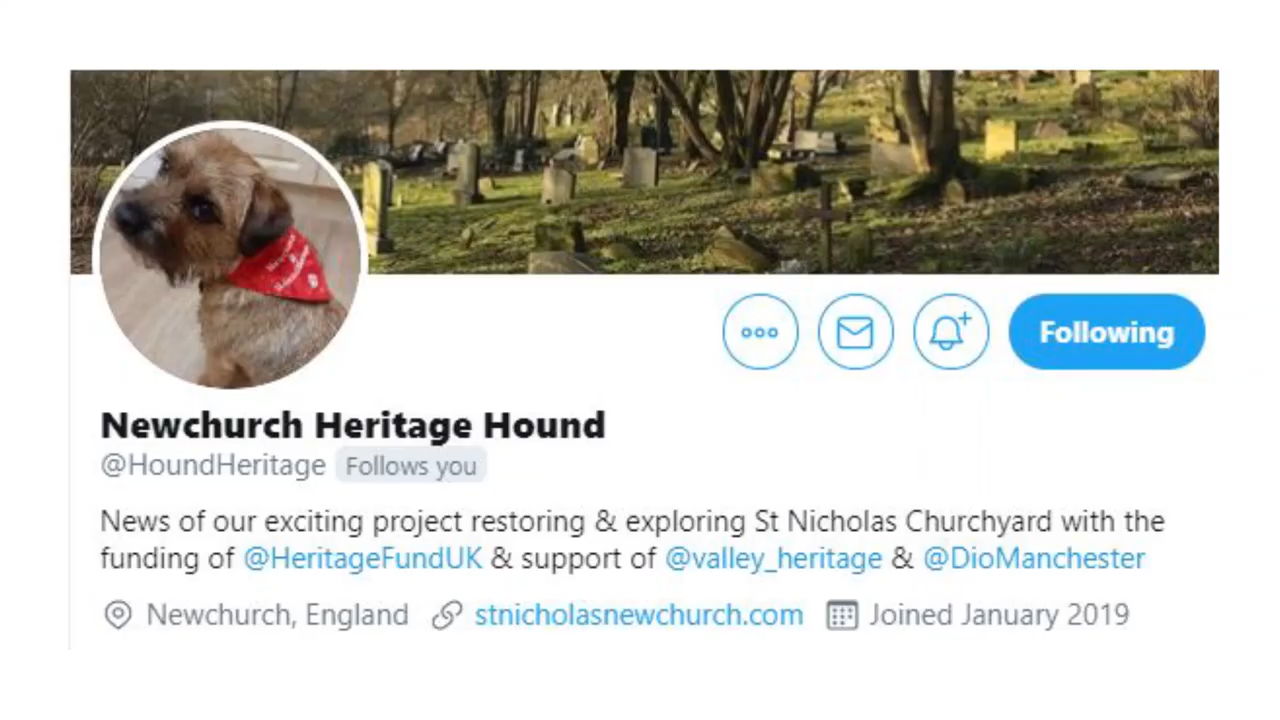 Following
Newchurch Heritage Hound
@HoundHeritage Follows you
News of our exciting project restoring & exploring St Nicholas Churchyard with the
funding of @HeritageFundUK & support of @valley_heritage & @DioManchester
Newchurch, England stnicholasnewchurch.com Joined January 2019